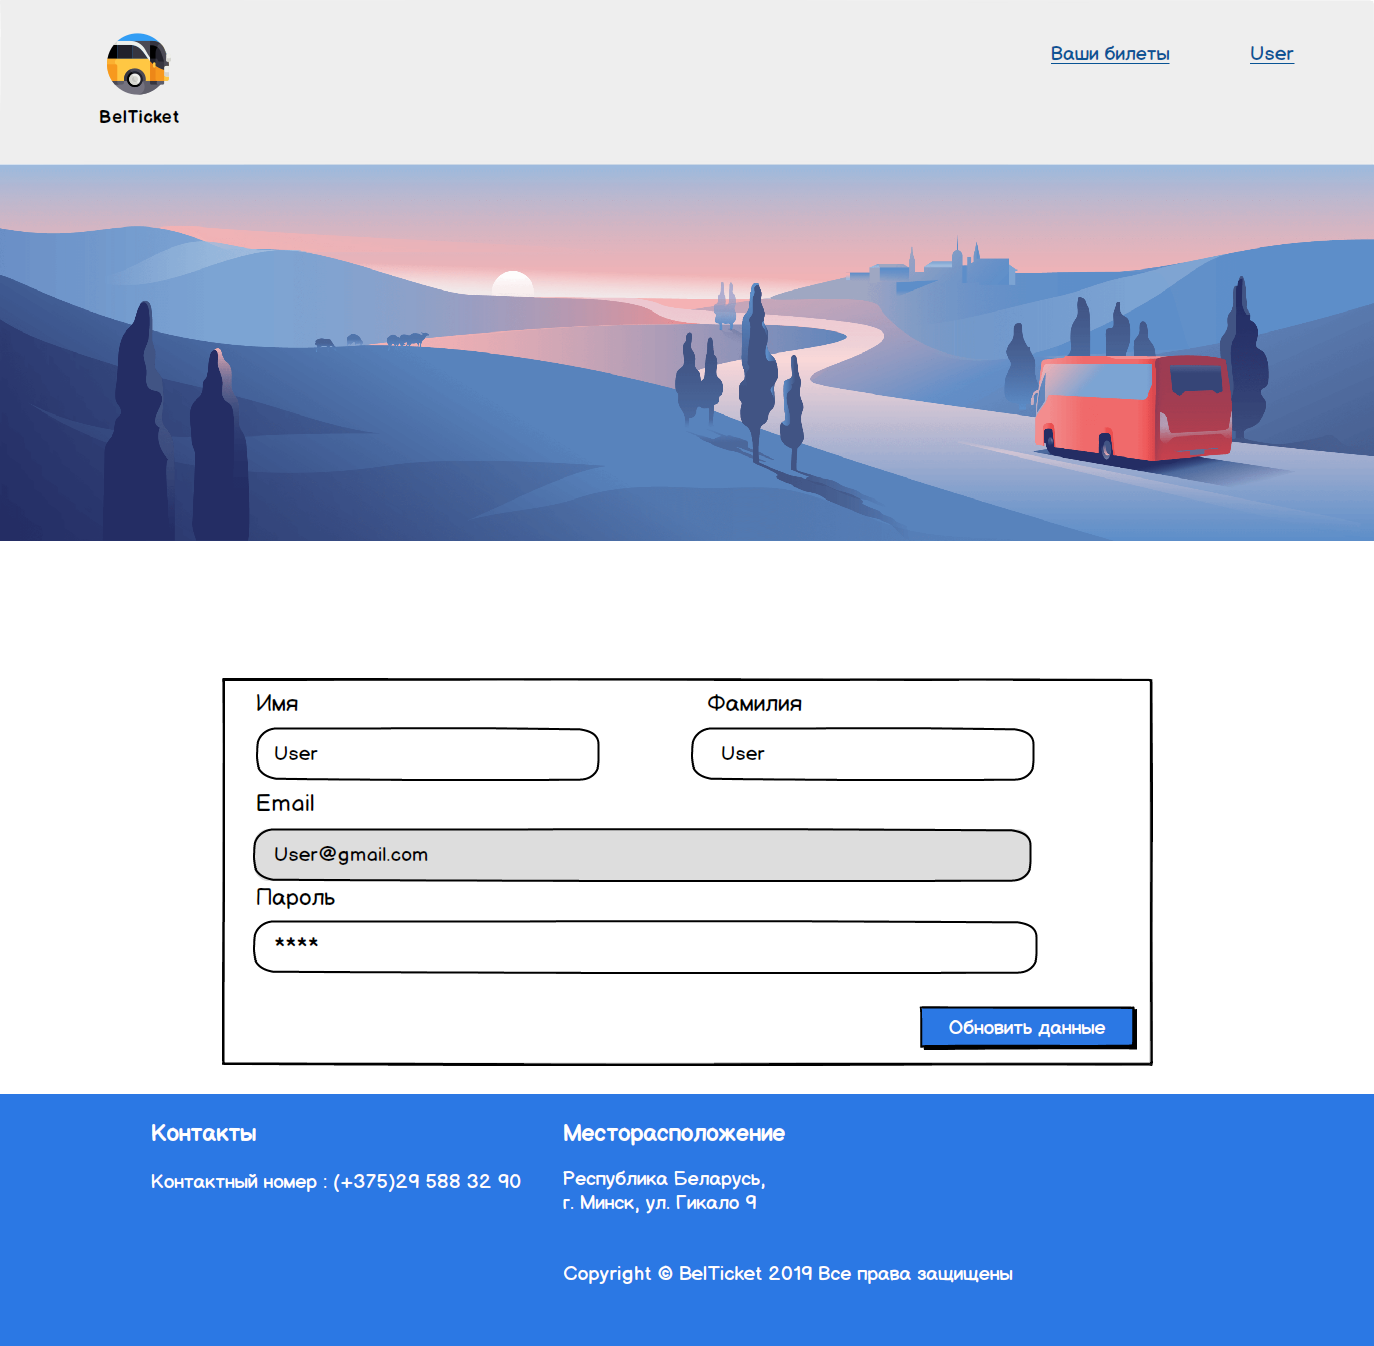 BelTicket
Ваши билеты
User
Имя
Фамилия
User
User
Email
User@gmail.com
Пароль
****
Обновить данные
Контакты
Контактный номер : (+375)29 588 32 90
Месторасположение
Республика Беларусь,
г. Минск, ул. Гикало 9
Copyright © BelTicket 2019 Все права защищены